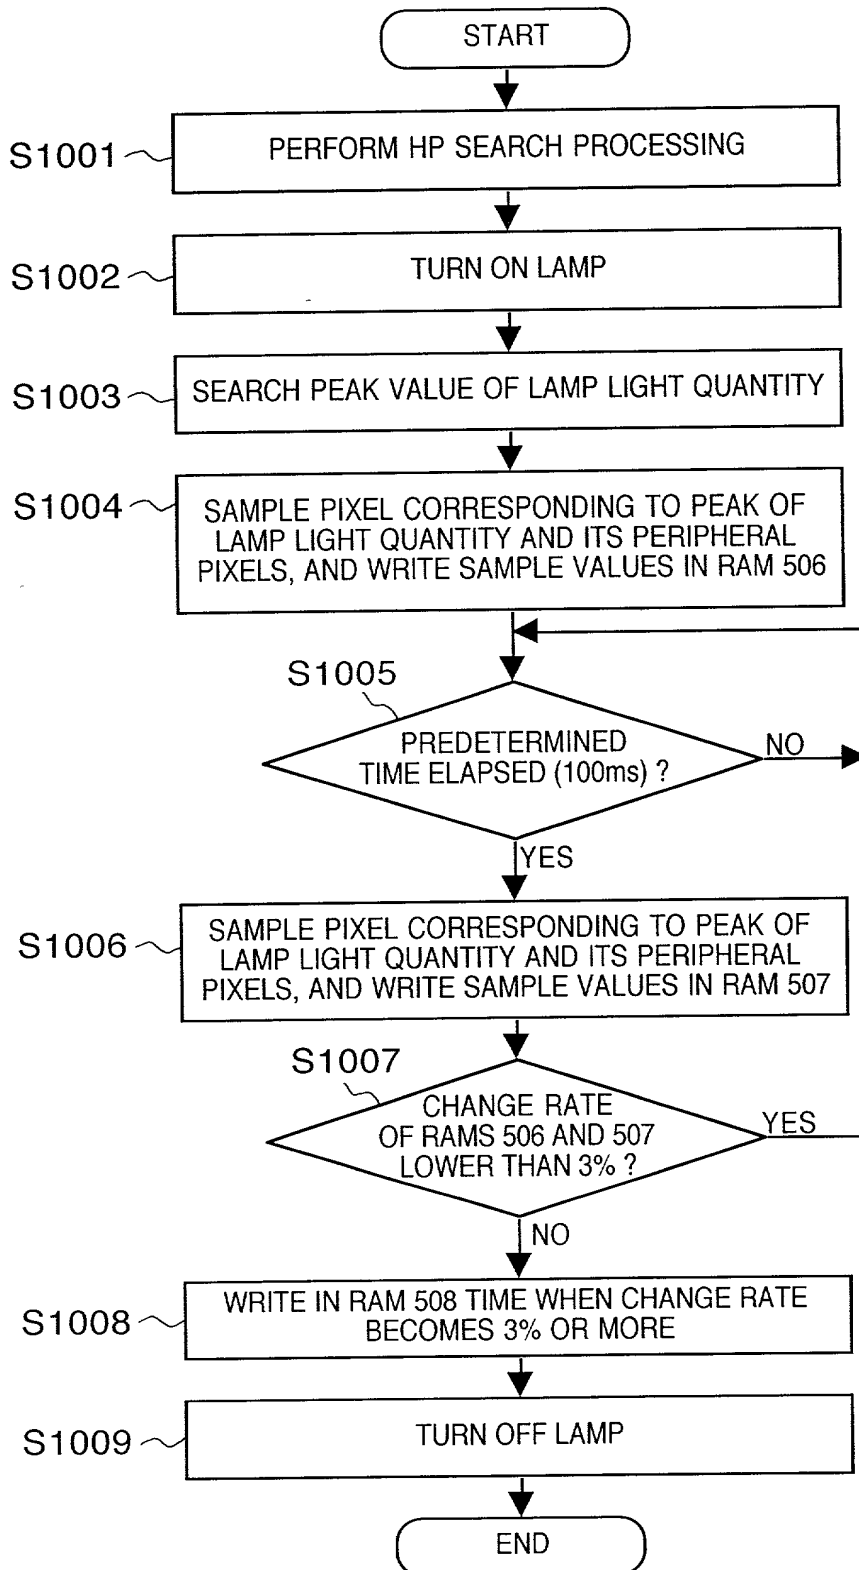 START
S1001
PERFORM HP SEARCH PROCESSING
S1002
TURN ON LAMP
S1003
SEARCH PEAK VALUE OF LAMP LIGHT QUANTITY
S1004
SAMPLE PIXEL CORRESPONDING TO PEAK OF
LAMP LIGHT QUANTITY AND ITS PERIPHERAL
PIXELS, AND WRITE SAMPLE VALUES IN RAM 506
S1005
PREDETERMINED
TIME ELAPSED (100ms) ?
NO
YES
S1006
SAMPLE PIXEL CORRESPONDING TO PEAK OF
LAMP LIGHT QUANTITY AND ITS PERIPHERAL
PIXELS, AND WRITE SAMPLE VALUES IN RAM 507
S1007
CHANGE RATE
OF RAMS 506 AND 507
LOWER THAN 3% ?
YES
NO
S1008
WRITE IN RAM 508 TIME WHEN CHANGE RATE
BECOMES 3% OR MORE
S1009
TURN OFF LAMP
END